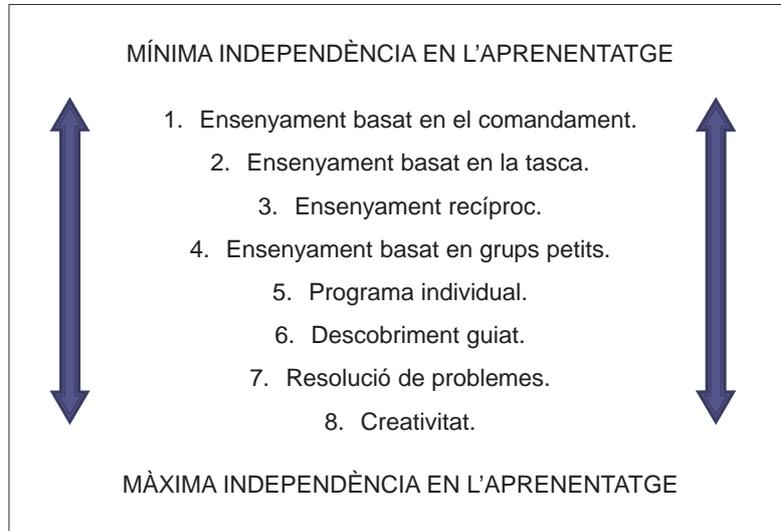 MÍNIMA INDEPENDÈNCIA EN L'APRENENTATGE
1. Ensenyament basat en el comandament.
2. Ensenyament basat en la tasca.
3. Ensenyament recíproc.
4. Ensenyament basat en grups petits.
5. Programa individual.
6. Descobriment guiat.
7. Resolució de problemes.
8. Creativitat.
MÀXIMA INDEPENDÈNCIA EN L'APRENENTATGE